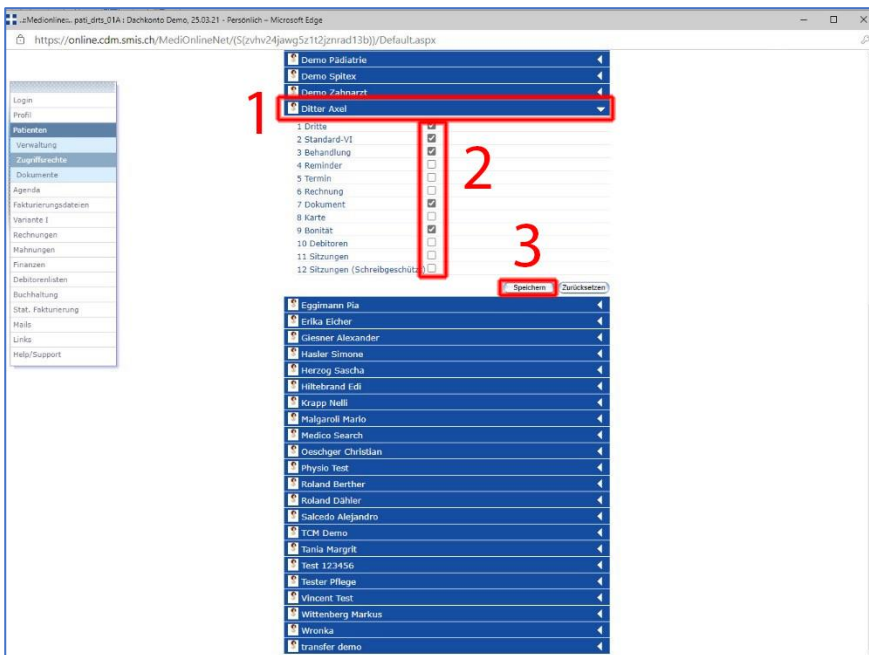 ..:Medionline:.. pati_drts_01A : Dachkonto Demo, 25.03.21 - Persönlich – Microsoft Edge
https://online.cdm.smis.ch/MediOnlineNet/(S(zvhv24jawg5z1t2jznrad13b))/Default.aspx
Login
Profil
Patienten
Verwaltung
Zugriffsrechte
Dokumente
Agenda
Fakturierungsdateien
Variante I
Rechnungen
Mahnungen
Finanzen
Debitorenlisten
Buchhaltung
Stat. Fakturierung
Mails
Links
Help/Support
Demo Pädiatrie
Demo Spitex
Demo Zahnarzt
1
Ditter Axel
1 Dritte
2 Standard-VI
3 Behandlung
4 Reminder
5 Termin
6 Rechnung
7 Dokument
8 Karte
9 Bonität
10 Debitoren
11 Sitzungen
12 Sitzungen (Schreibgeschützt)
2
3
Speichern
Zurücksetzen
Eggimann Pia
Erika Eicher
Giesner Alexander
Hasler Simone
Herzog Sascha
Hiltebrand Edi
Krapp Nelli
Malgaroli Mario
Medico Search
Oeschger Christian
Physio Test
Roland Berther
Roland Dähler
Salcedo Alejandro
TCM Demo
Tania Margrit
Test 123456
Tester Pflege
Vincent Test
Wittenberg Markus
Wronka
transfer demo